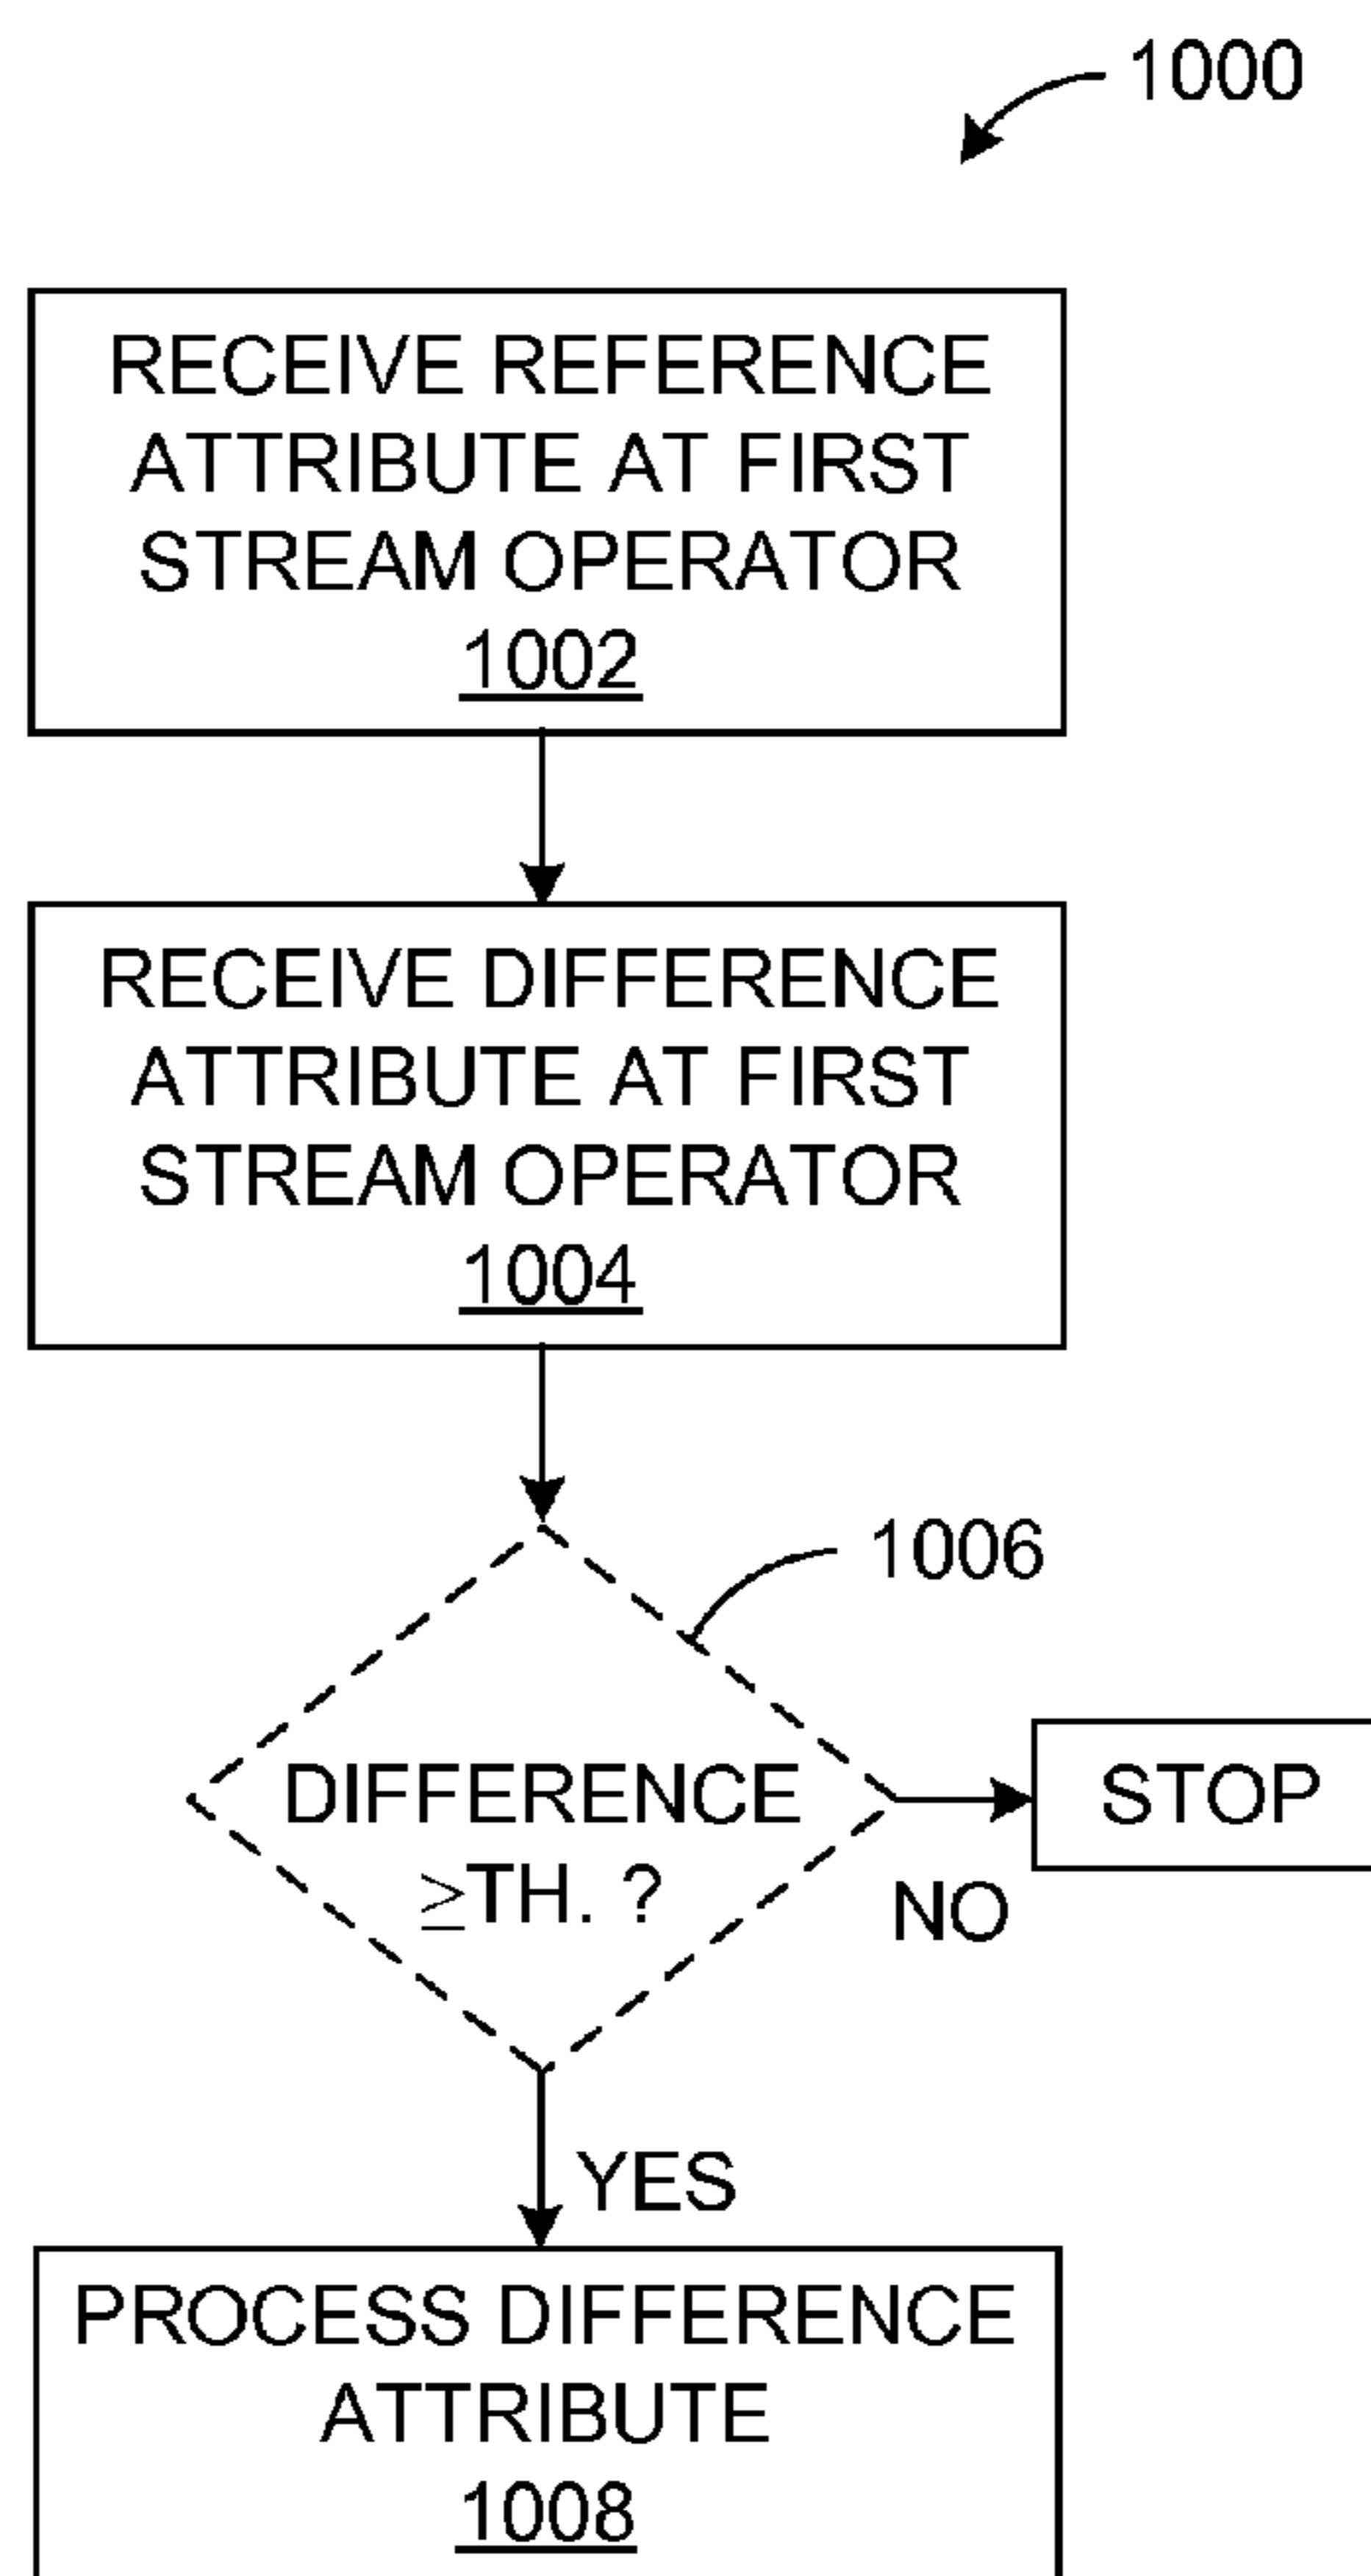 1000
RECEIVE REFERENCE
ATTRIBUTE AT FIRST
STREAM OPERATOR
1002
RECEIVE DIFFERENCE
ATTRIBUTE AT FIRST
STREAM OPERATOR
1004
1006
DIFFERENCE
≥TH. ?
STOP
NO
YES
PROCESS DIFFERENCE
ATTRIBUTE
1008